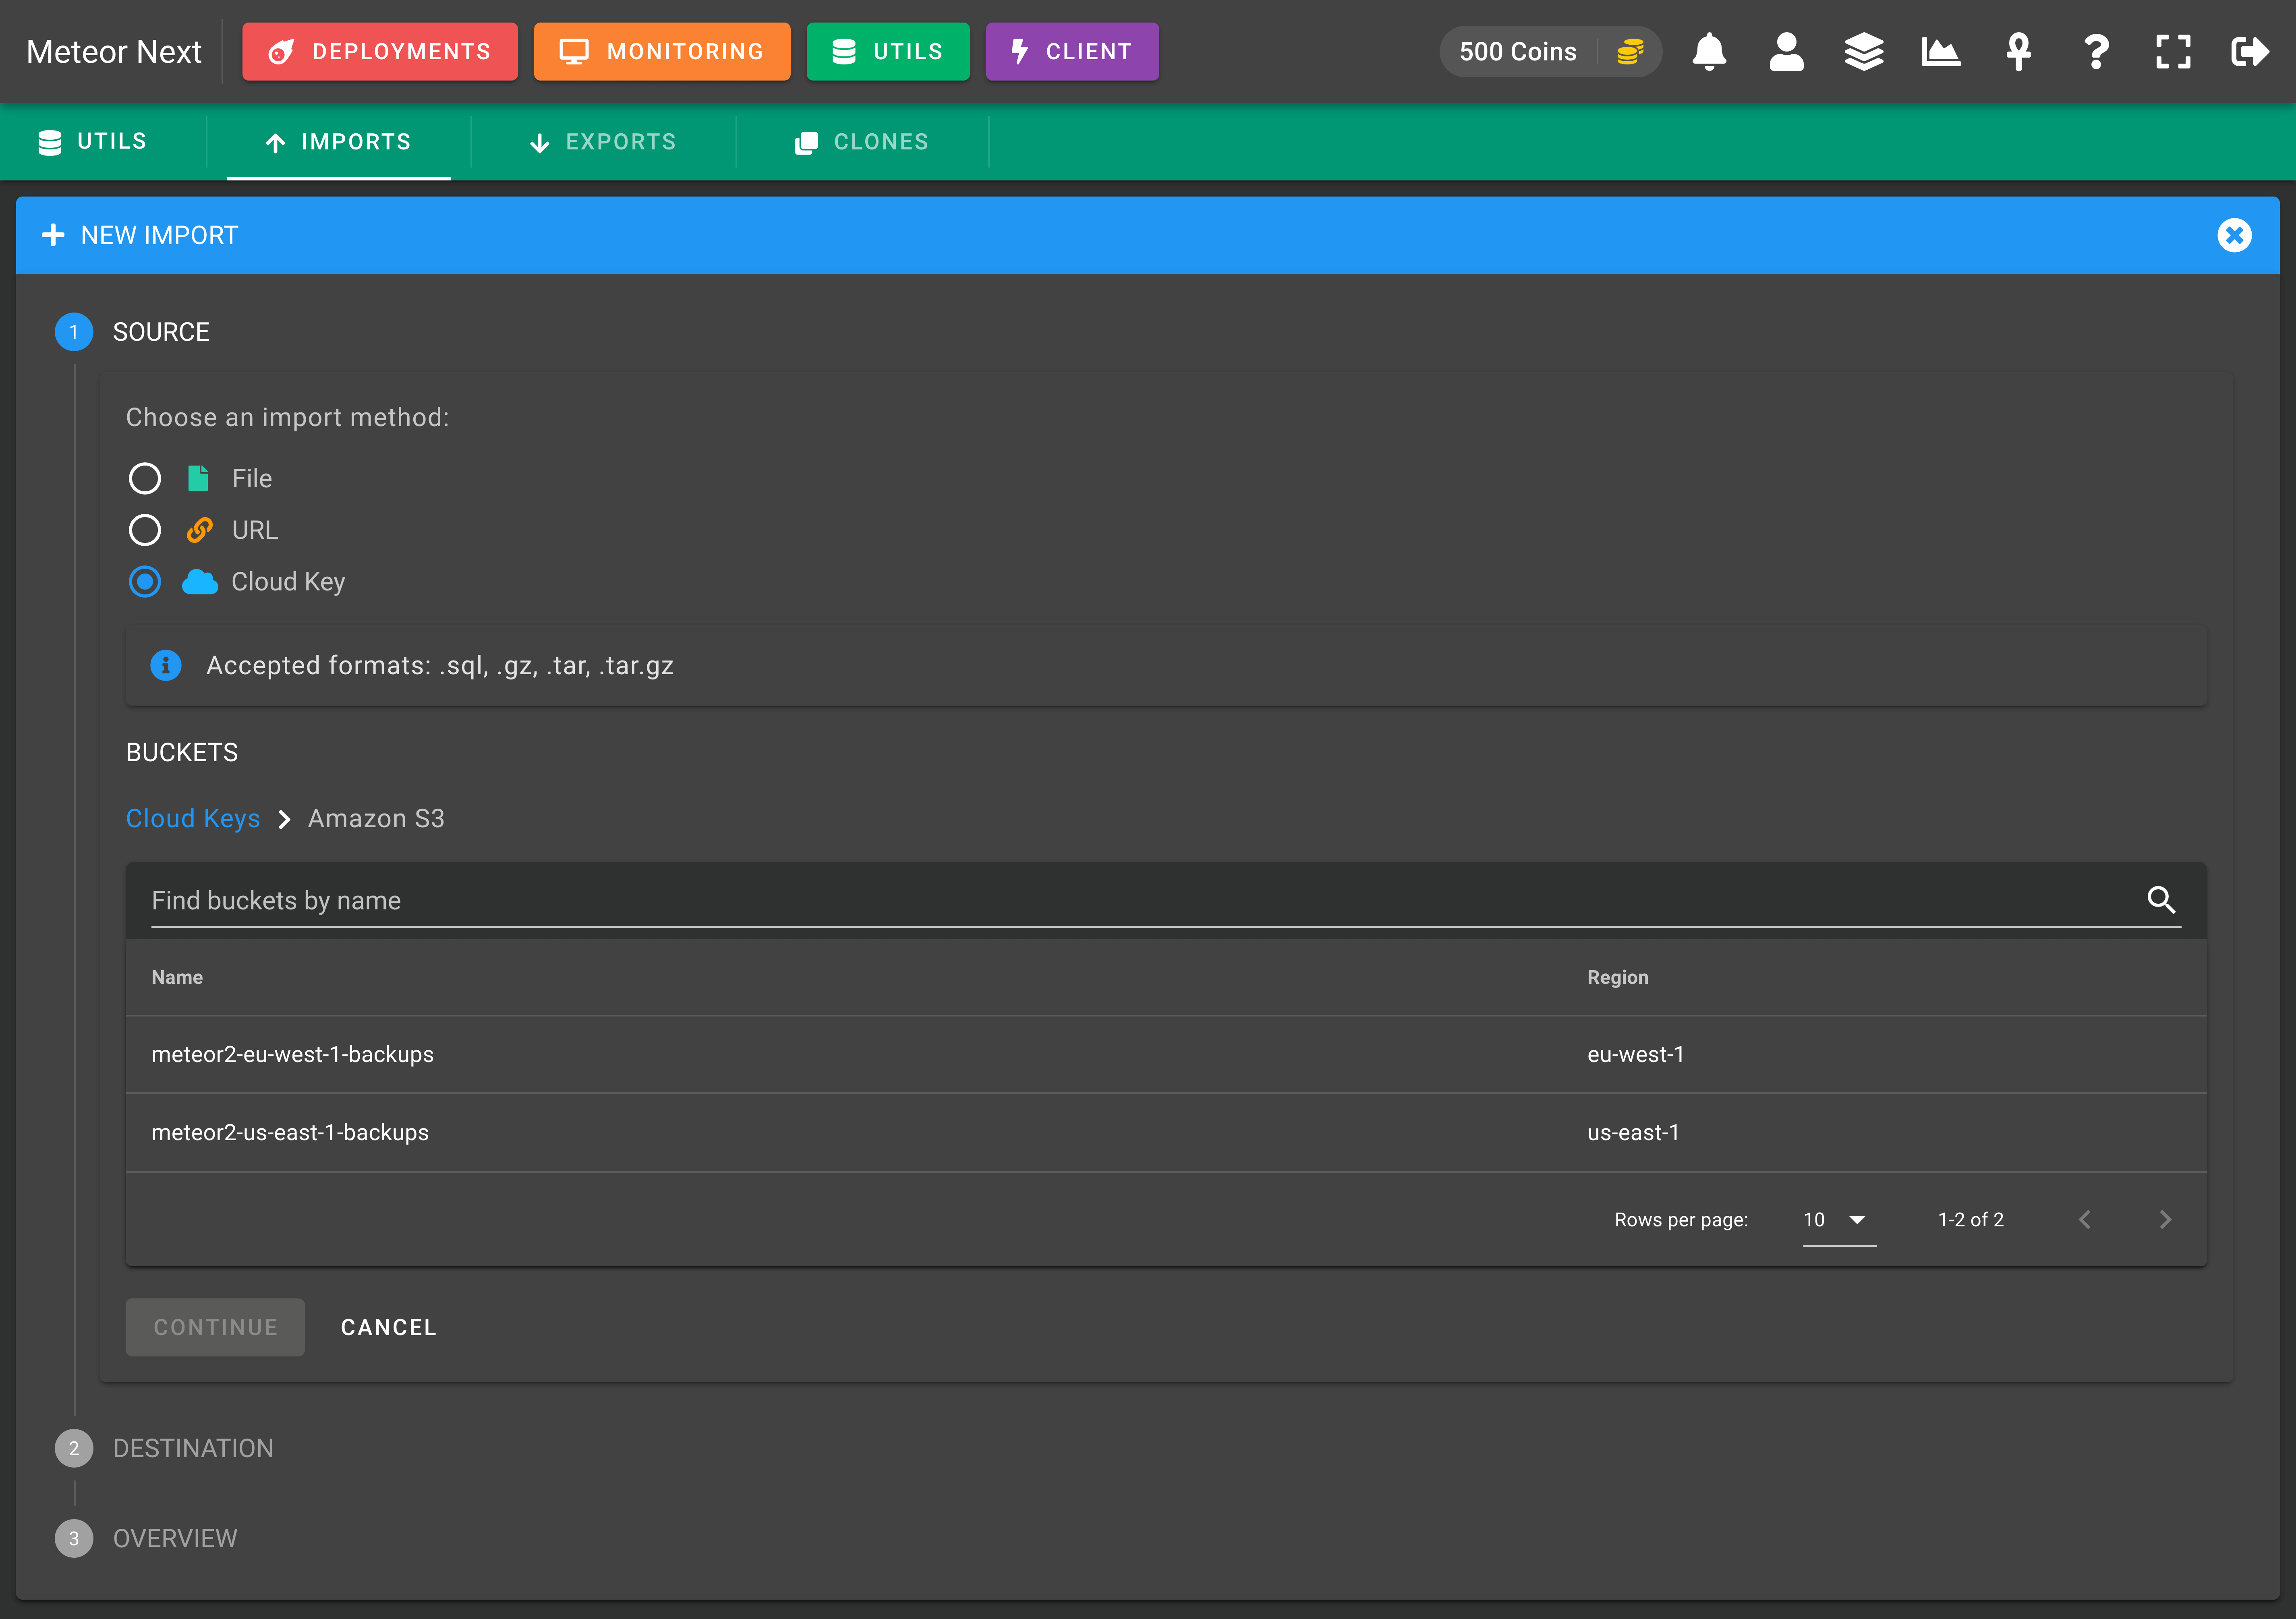 Meteor Next DEPLOYMENTS MONITORING UTILS CLIENT 500 Coins
UTILS IMPORTS EXPORTS CLONES
NEW IMPORT
1 SOURCE
Choose an import method:
File
URL
Cloud Key
Accepted formats: .sql, .gz, .tar, .tar.gz
BUCKETS
Cloud Keys Amazon S3
Find buckets by name
Name Region
meteor2-eu-west-1-backups eu-west-1
meteor2-us-east-1-backups us-east-1
Rows per page: 10 1-2 of 2
CONTINUE CANCEL
2 DESTINATION
3 OVERVIEW